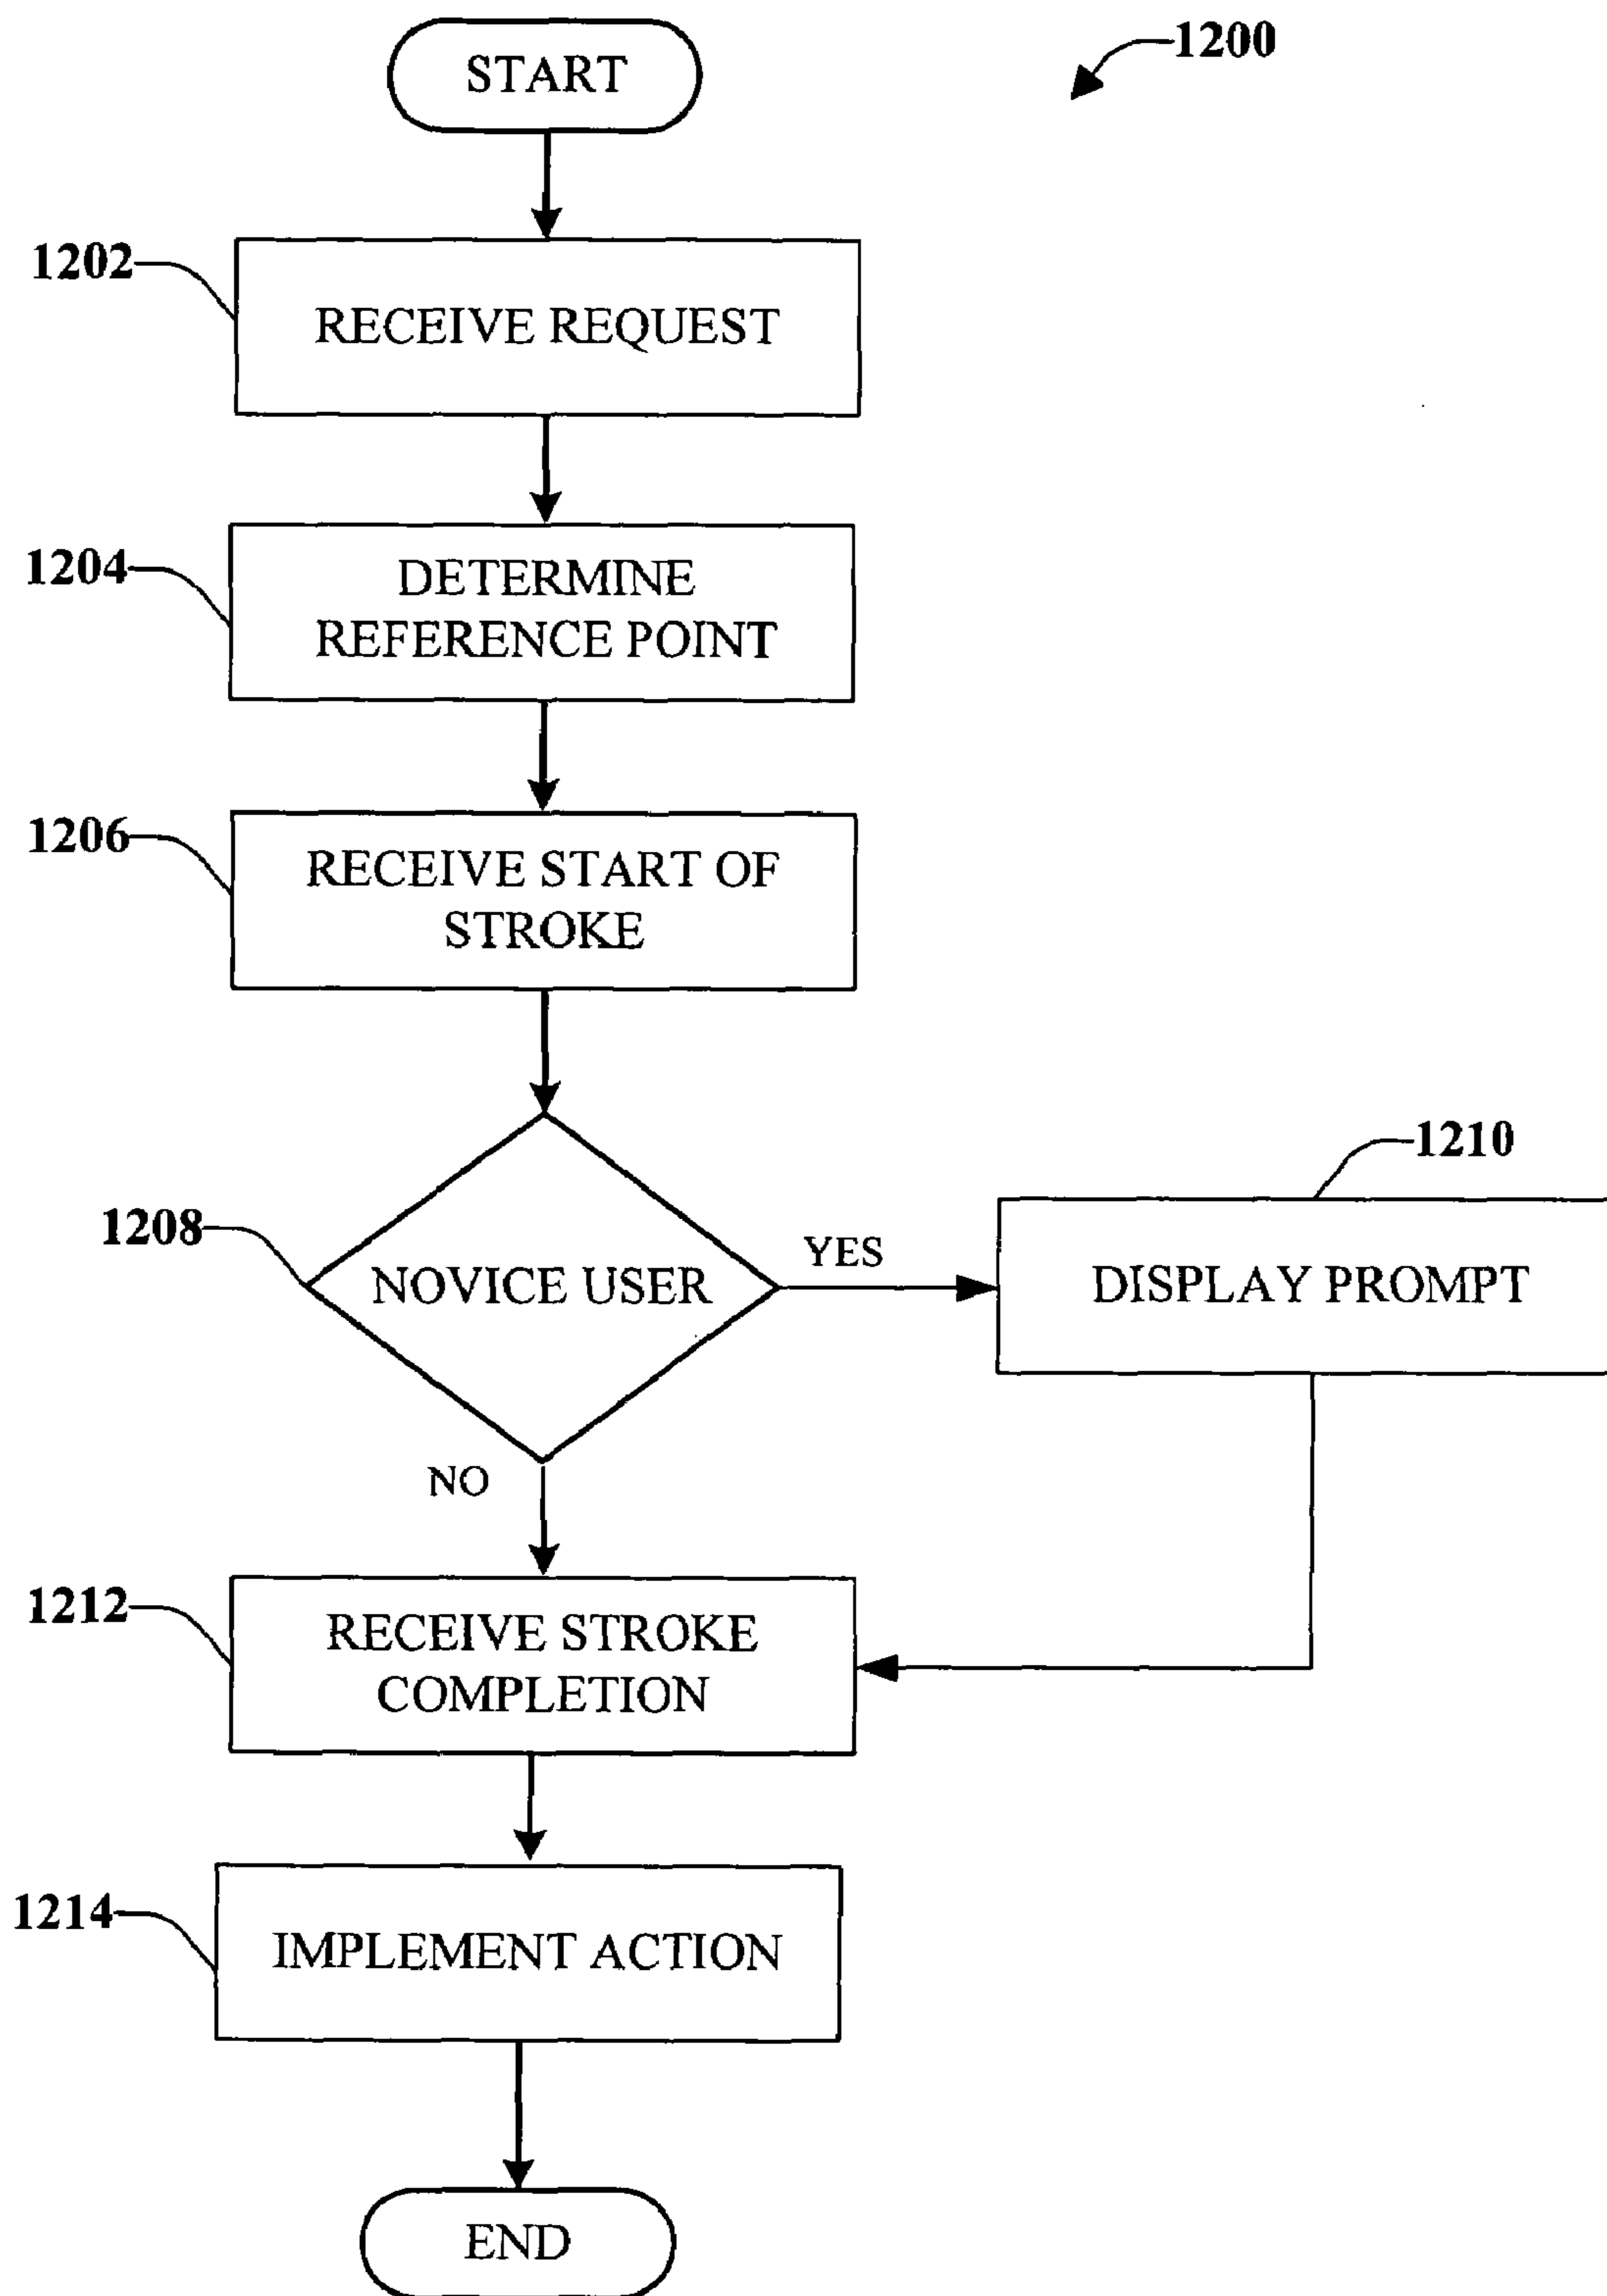 START
1200
1202
RECEIVE REQUEST
1204
DETERMINE
REFERENCE POINT
1206
RECEIVE START OF
STROKE
1208
NOVICE USER
YES
1210
DISPLAY PROMPT
NO
1212
RECEIVE STROKE
COMPLETION
1214
IMPLEMENT ACTION
END